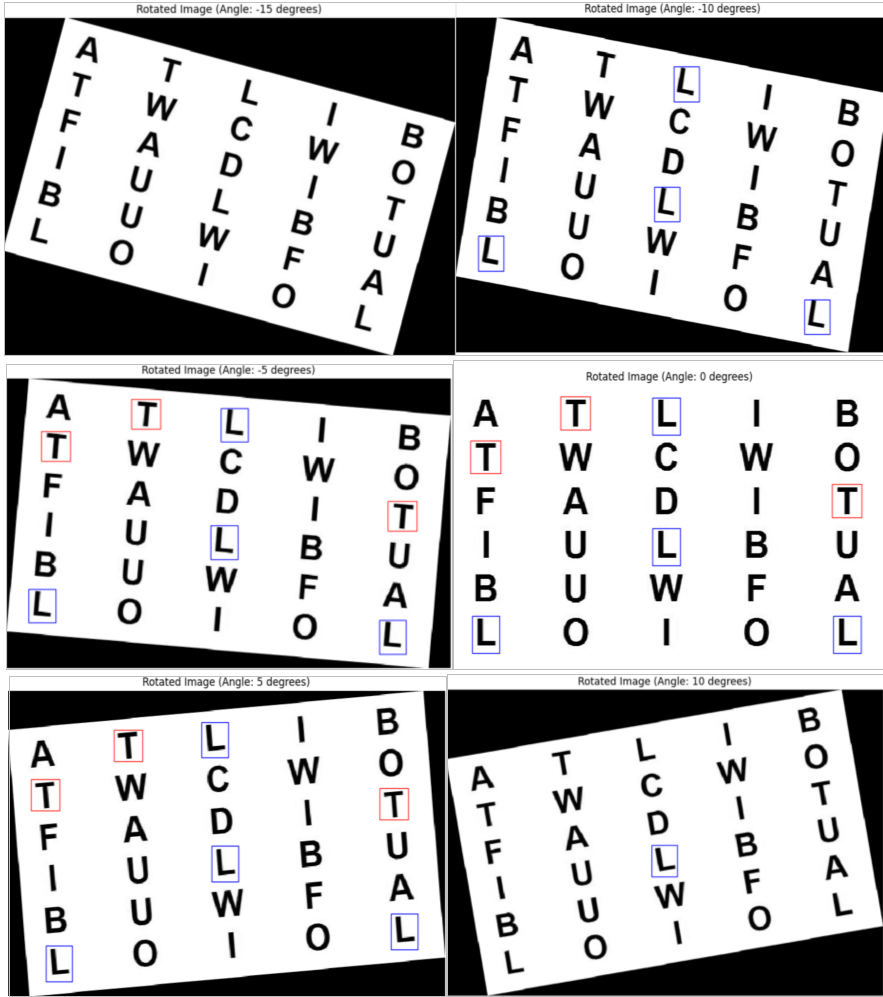 Rotated Image (Angle: -15 degrees)
A T L I B
T W C W O
F A D I T
I U L B U
B U W F A
L O I O L
Rotated Image (Angle: -10 degrees)
A T L I B
T W C W O
F A D I T
I U L B U
B U W F A
L O I O L
Rotated Image (Angle: -5 degrees)
A T L I B
T W C W O
F A D I T
I U L B U
B U W F A
L O I O L
Rotated Image (Angle: 0 degrees)
A T L I B
T W C W O
F A D I T
I U L B U
B U W F A
L O I O L
Rotated Image (Angle: 5 degrees)
A T L I B
T W C W O
F A D I T
I U L B U
B U W F A
L O I O L
Rotated Image (Angle: 10 degrees)
A T L I B
T W C W O
F A D I T
I U L B U
B U W F A
L O I O L